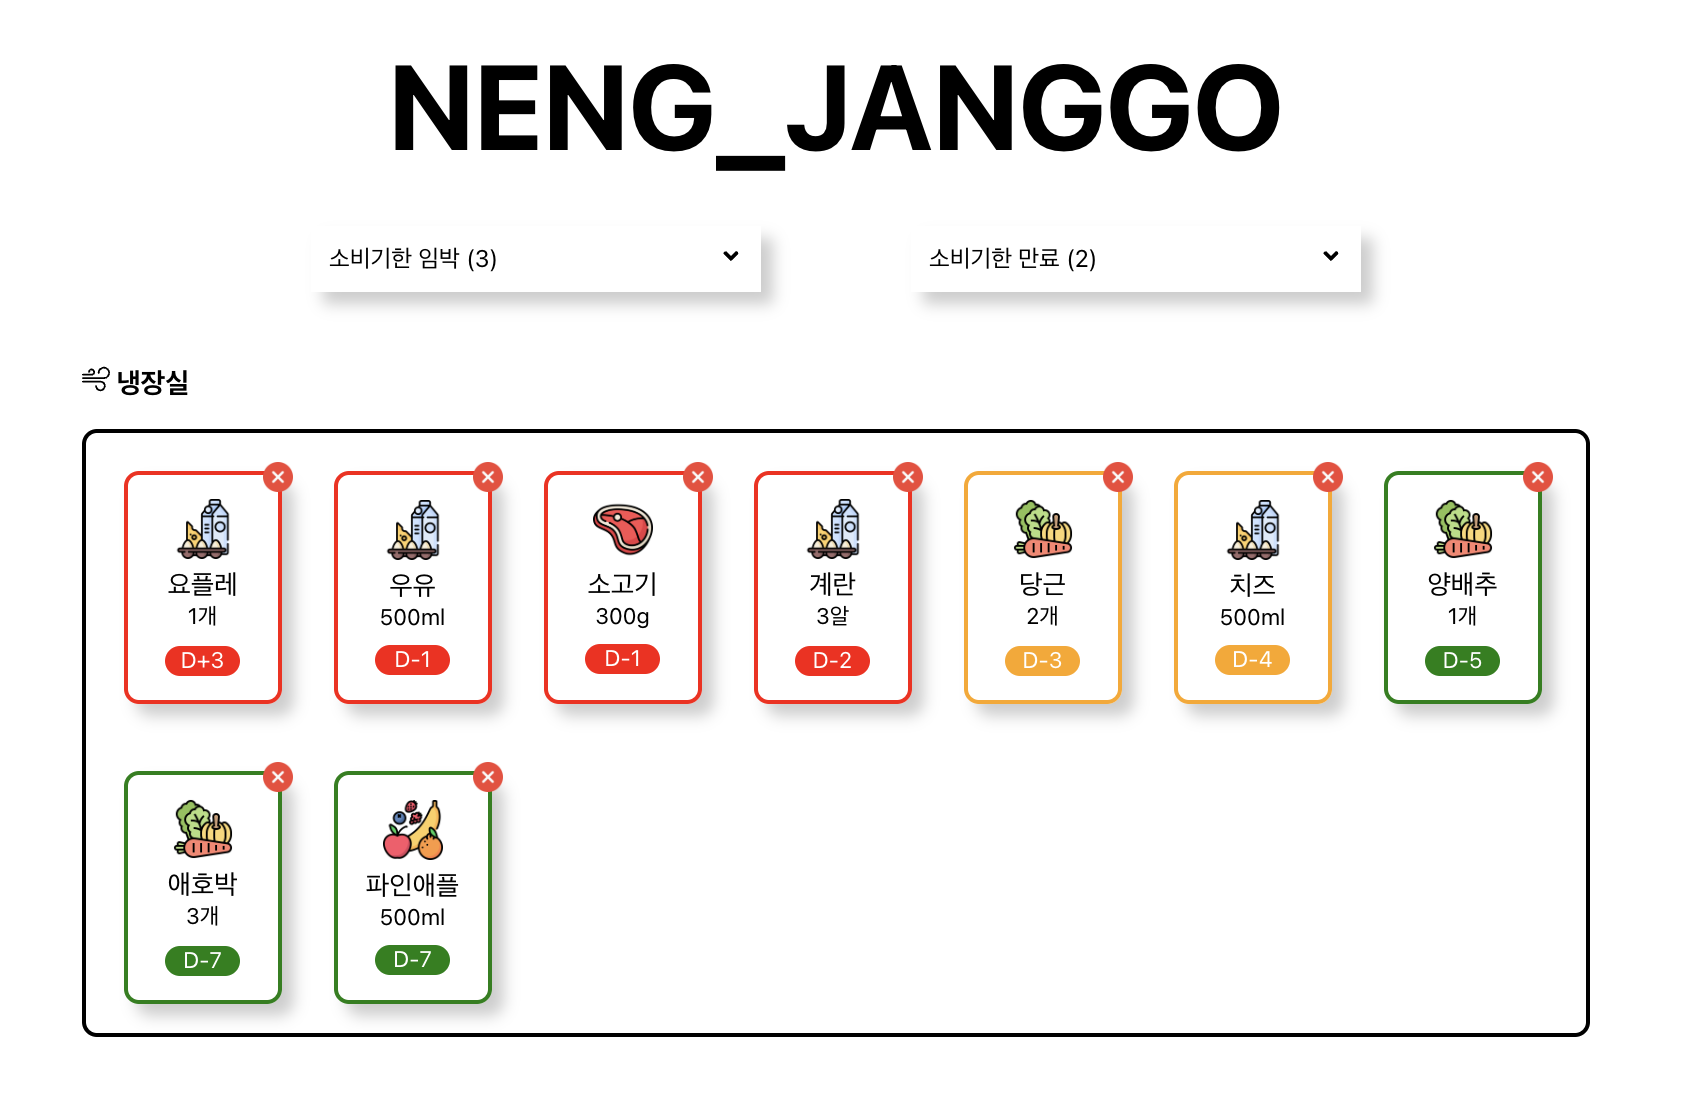 NENG_JANGGO
소비기한 임박 (3)
소비기한 만료 (2)
냉장실
요플레
1개
D+3
우유
500ml
D-1
소고기
300g
D-1
계란
3알
D-2
당근
2개
D-3
치즈
500ml
D-4
양배추
1개
D-5
애호박
3개
D-7
파인애플
500ml
D-7